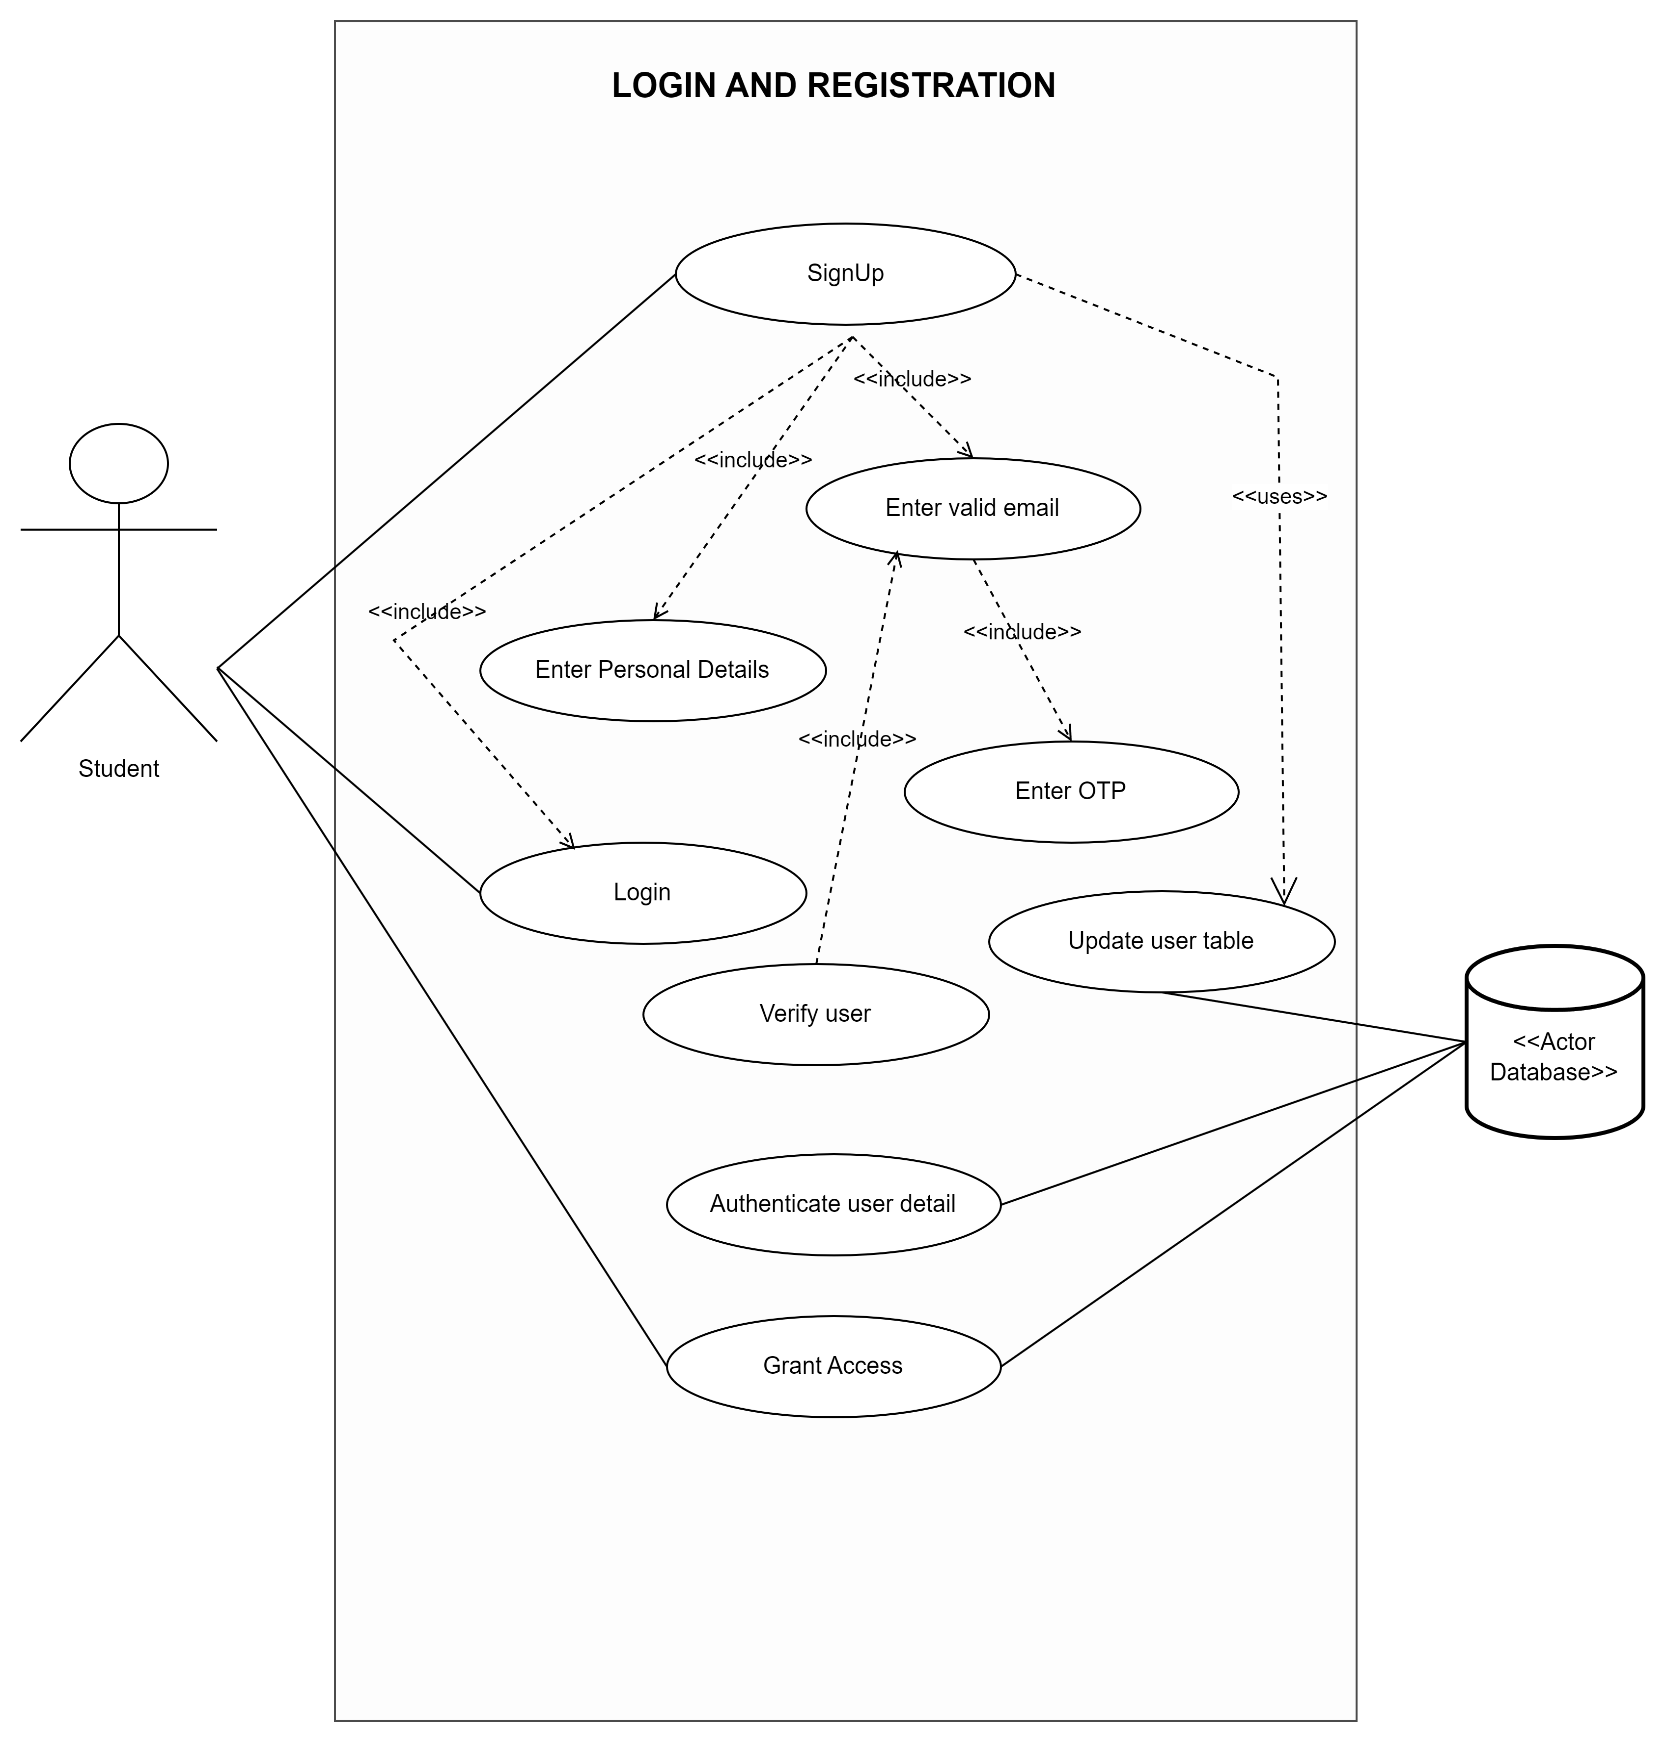 LOGIN AND REGISTRATION
SignUp
<<include>>
<<include>>
<<uses>>
Enter valid email
<<include>>
<<include>>
Enter Personal Details
<<include>>
Student
Enter OTP
Login
Update user table
Verify user
<<Actor
Database>>
Authenticate user detail
Grant Access